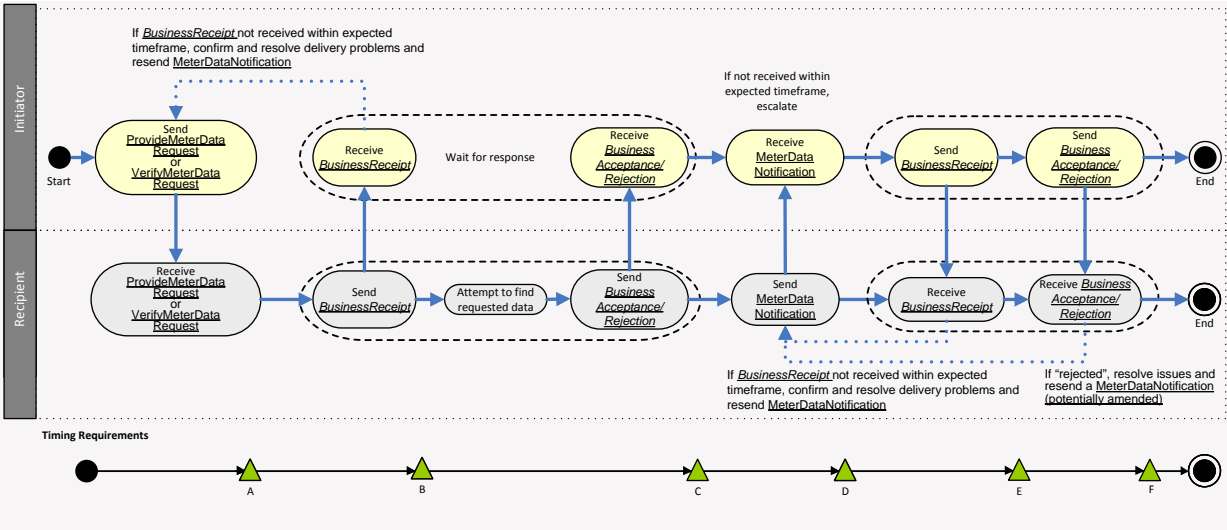 Initiator
If BusinessReceipt not received within expected
timeframe, confirm and resolve delivery problems and
resend MeterDataNotification
If not received within
expected timeframe,
escalate
Start
Send
ProvideMeterData
Request
or
VerifyMeterData
Request
Receive
BusinessReceipt
Wait for response
Receive
Business
Acceptance/
Rejection
Receive
MeterData
Notification
Send
BusinessReceipt
Send
Business
Acceptance/
Rejection
End
Recipient
Receive
ProvideMeterData
Request
or
VerifyMeterData
Request
Send
BusinessReceipt
Attempt to find
requested data
Send
Business
Acceptance/
Rejection
Send
MeterData
Notification
Receive
BusinessReceipt
Receive Business
Acceptance/
Rejection
End
If BusinessReceipt not received within expected
timeframe, confirm and resolve delivery problems and
resend MeterDataNotification
If “rejected”, resolve issues and
resend a MeterDataNotification
(potentially amended)
Timing Requirements
A
B
C
D
E
F